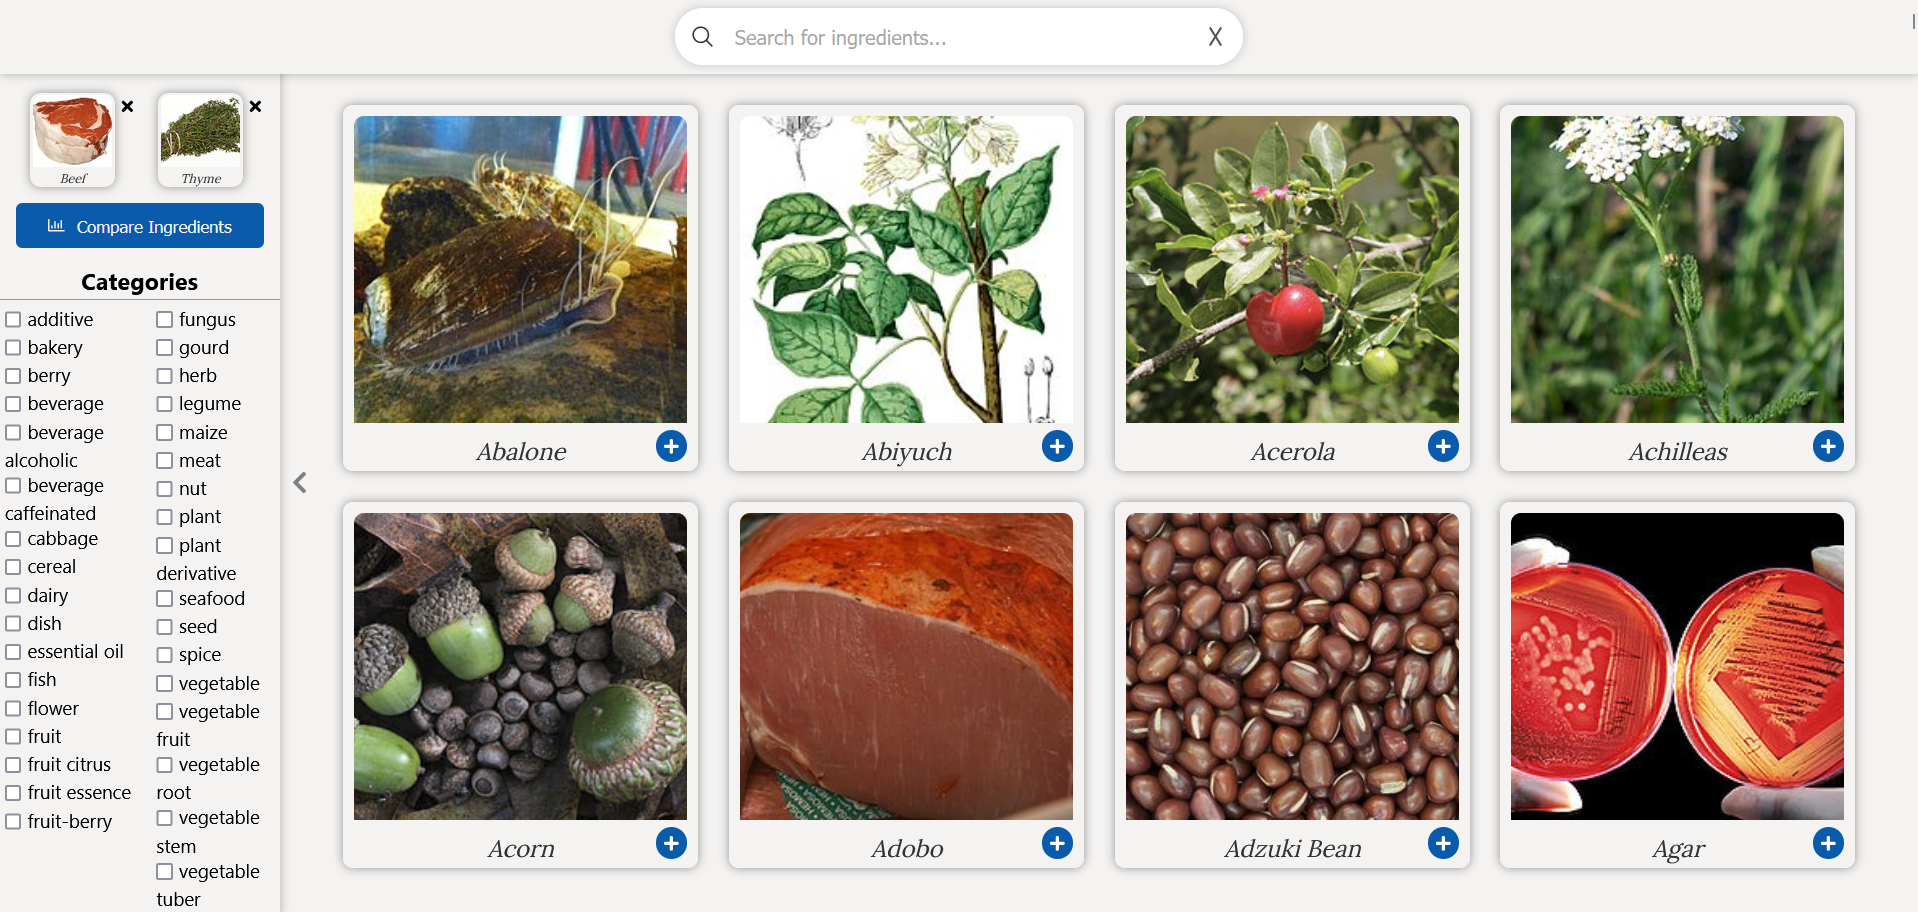 Search for ingredients...
X
Beef
Thyme
Compare Ingredients
Categories
additive
bakery
berry
beverage
beverage
alcoholic
beverage
caffeinated
cabbage
cereal
dairy
dish
essential oil
fish
flower
fruit
fruit citrus
fruit essence
fruit-berry
fungus
gourd
herb
legume
maize
meat
nut
plant
plant
derivative
seafood
seed
spice
vegetable
vegetable
fruit
vegetable
root
vegetable
stem
vegetable
tuber
Abalone
Abiyuch
Acerola
Achilleas
Acorn
Adobo
Adzuki Bean
Agar